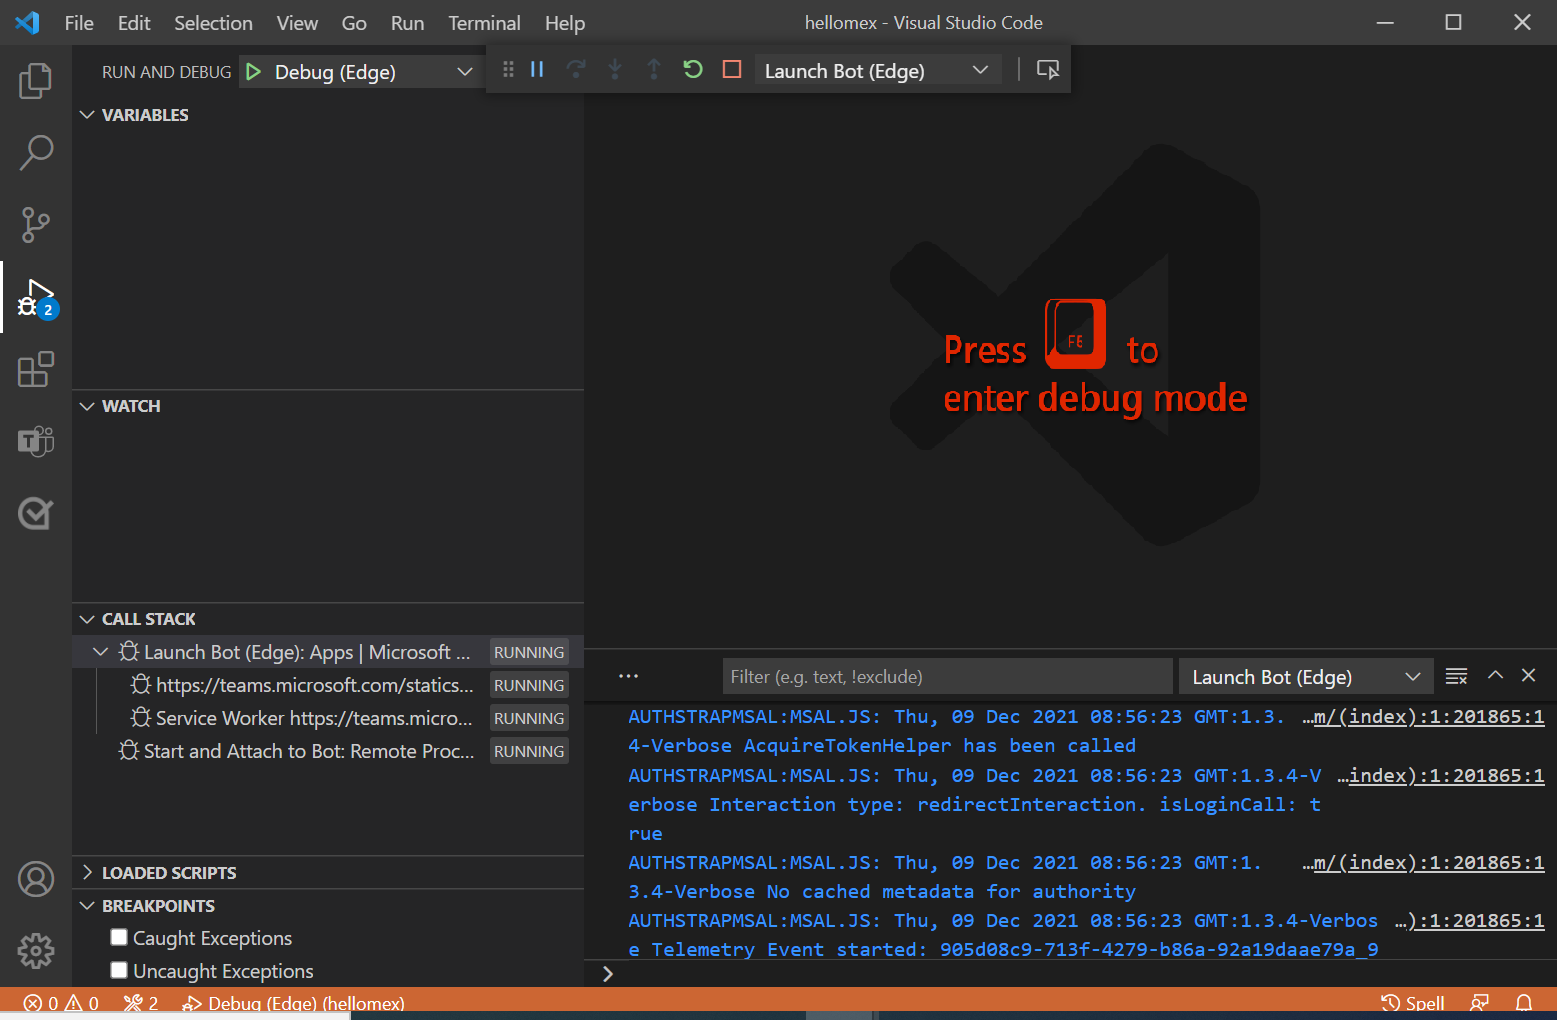 File Edit Selection View Go Run Terminal Help hellomex - Visual Studio Code
RUN AND DEBUG Debug (Edge) Launch Bot (Edge)
VARIABLES
2
Press to
enter debug mode
WATCH
T
CALL STACK
Launch Bot (Edge): Apps | Microsoft ... RUNNING
https://teams.microsoft.com/statics... RUNNING
Service Worker https://teams.micro... RUNNING
Start and Attach to Bot: Remote Proc... RUNNING
LOADED SCRIPTS
BREAKPOINTS
Caught Exceptions
Uncaught Exceptions
... Filter (e.g. text, !exclude) Launch Bot (Edge)
AUTHSTRAPMSAL:MSAL.JS: Thu, 09 Dec 2021 08:56:23 GMT:1.3. …m/(index):1:201865:1
4-Verbose AcquireTokenHelper has been called
AUTHSTRAPMSAL:MSAL.JS: Thu, 09 Dec 2021 08:56:23 GMT:1.3.4-V …index):1:201865:1
erbose Interaction type: redirectInteraction. isLoginCall: t
rue
AUTHSTRAPMSAL:MSAL.JS: Thu, 09 Dec 2021 08:56:23 GMT:1. …m/(index):1:201865:1
3.4-Verbose No cached metadata for authority
AUTHSTRAPMSAL:MSAL.JS: Thu, 09 Dec 2021 08:56:23 GMT:1.3.4-Verbos …):1:201865:1
e Telemetry Event started: 905d08c9-713f-4279-b86a-92a19daae79a_9
0 0 2 Debug (Edge) (hellomex) Spell